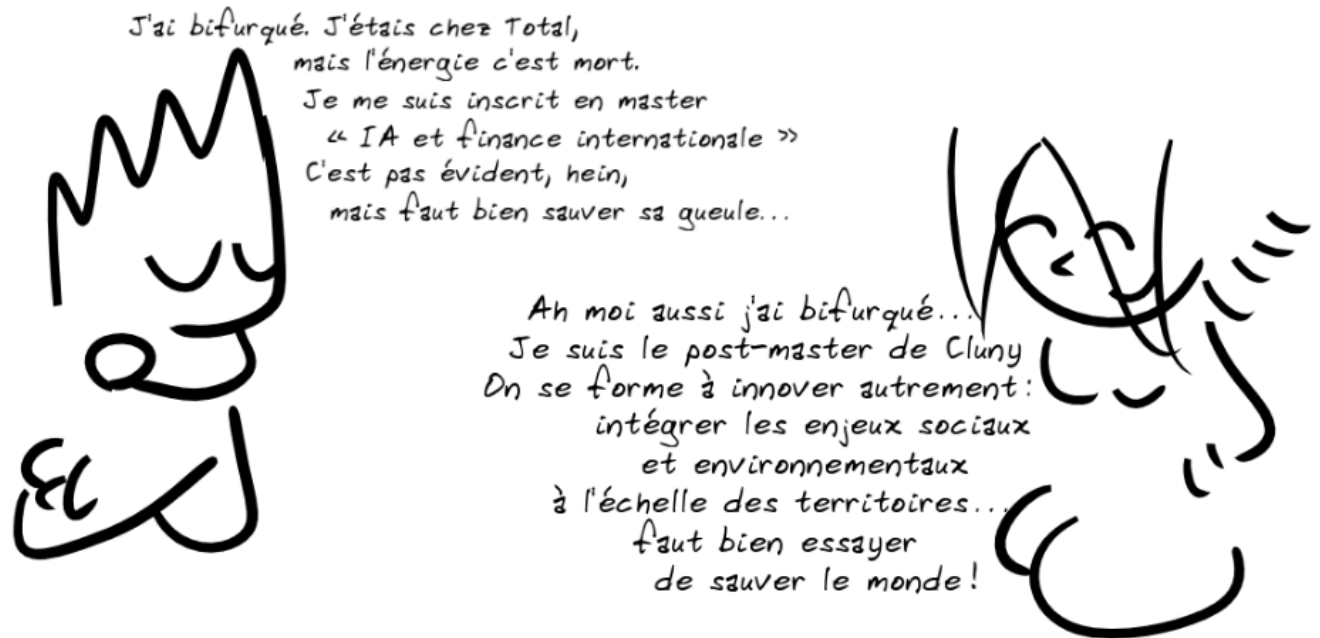 J'ai bifurqué. J'étais chez Total,
mais l'énergie c'est mort.
Je me suis inscrit en master
« IA et finance internationale »
C'est pas évident, hein,
mais faut bien sauver sa gueule...
Ah moi aussi j'ai bifurqué...
Je suis le post-master de Cluny
On se forme à innover autrement:
intégrer les enjeux sociaux
et environnementaux
à l'échelle des territoires...
faut bien essayer
de sauver le monde!